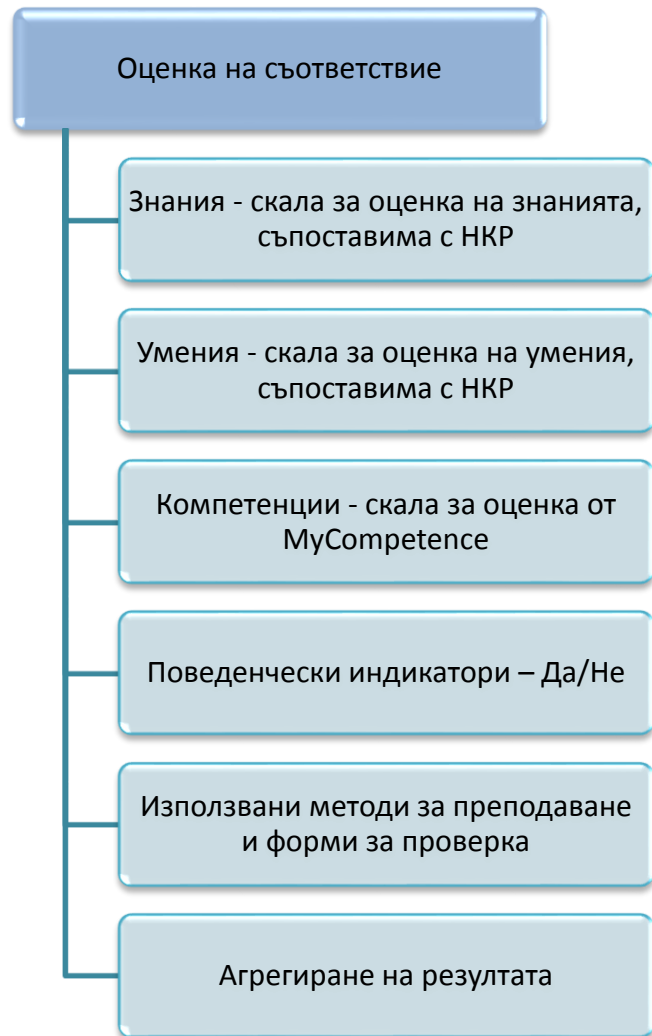 Оценка на съответствие
Знания - скала за оценка на знанията,
съпоставима с НКР
Умения - скала за оценка на умения,
съпоставима с НКР
Компетенции - скала за оценка от
MyCompetence
Поведенчески индикатори – Да/Не
Използвани методи за преподаване
и форми за проверка
Агрегиране на резултата